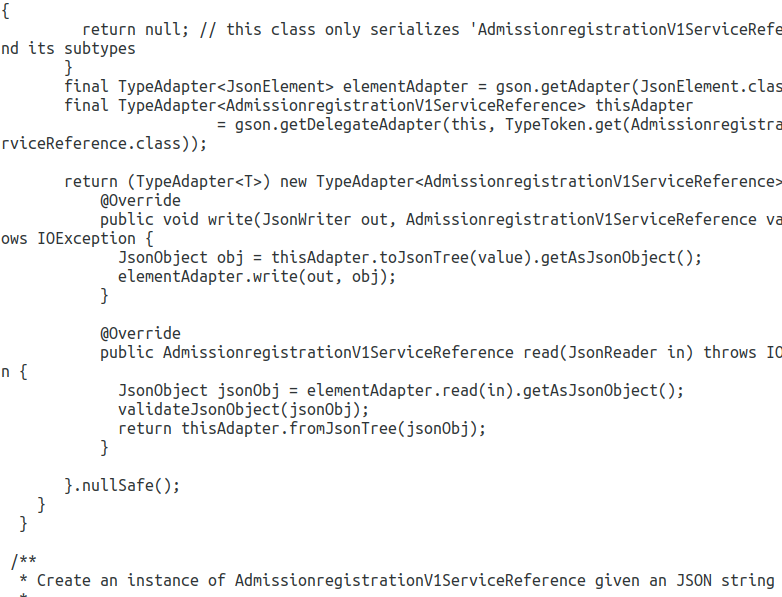 {
         return null; // this class only serializes 'AdmissionregistrationV1ServiceRefe
nd its subtypes
       }
       final TypeAdapter<JsonElement> elementAdapter = gson.getAdapter(JsonElement.clas
       final TypeAdapter<AdmissionregistrationV1ServiceReference> thisAdapter
                        = gson.getDelegateAdapter(this, TypeToken.get(Admissionregistra
rviceReference.class));

       return (TypeAdapter<T>) new TypeAdapter<AdmissionregistrationV1ServiceReference>
           @Override
           public void write(JsonWriter out, AdmissionregistrationV1ServiceReference va
ows IOException {
             JsonObject obj = thisAdapter.toJsonTree(value).getAsJsonObject();
             elementAdapter.write(out, obj);
           }

           @Override
           public AdmissionregistrationV1ServiceReference read(JsonReader in) throws IO
n {
             JsonObject jsonObj = elementAdapter.read(in).getAsJsonObject();
             validateJsonObject(jsonObj);
             return thisAdapter.fromJsonTree(jsonObj);
           }

       }.nullSafe();
    }
  }

 /**
  * Create an instance of AdmissionregistrationV1ServiceReference given an JSON string
  *